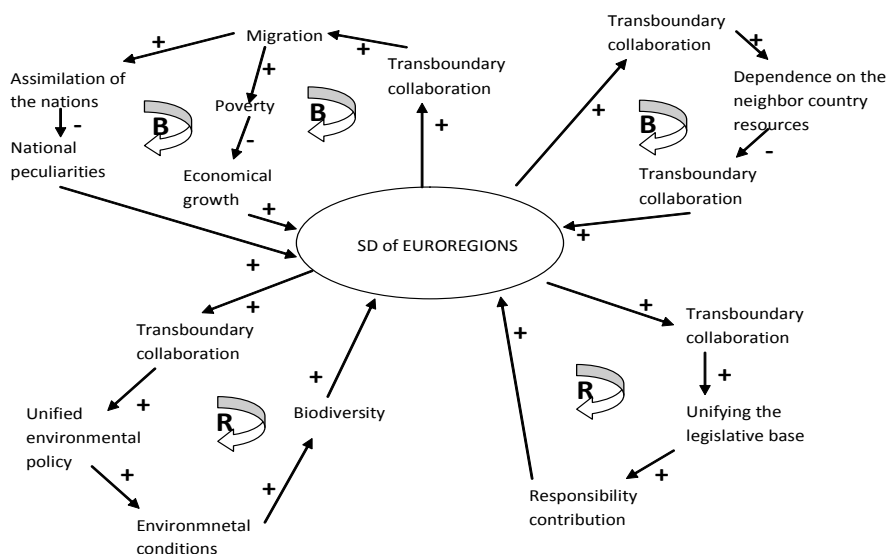 Migration
+
+
Assimilation of
the nations
-
National
peculiarities
+
B
+
Poverty
-
Economical
growth
+
B
Transboundary
collaboration
+
Transboundary
collaboration
+
+
Dependence on the
neighbor country
resources
B
-
Transboundary
collaboration
+
SD of EUROREGIONS
+
Transboundary
collaboration
+
Unified
environmental
policy
+
Environmnetal
conditions
+
R
Biodiversity
+
+
Transboundary
collaboration
+
Unifying the
legislative base
+
R
Responsibility
contribution
+